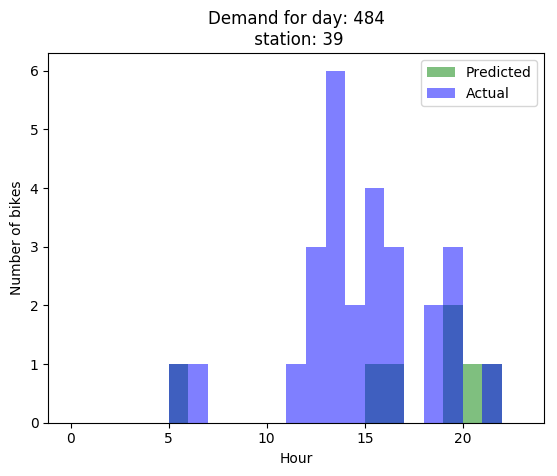 Demand for day: 484
station: 39
Predicted
Actual
Number of bikes
6
5
4
3
2
1
0
0 5 10 15 20
Hour